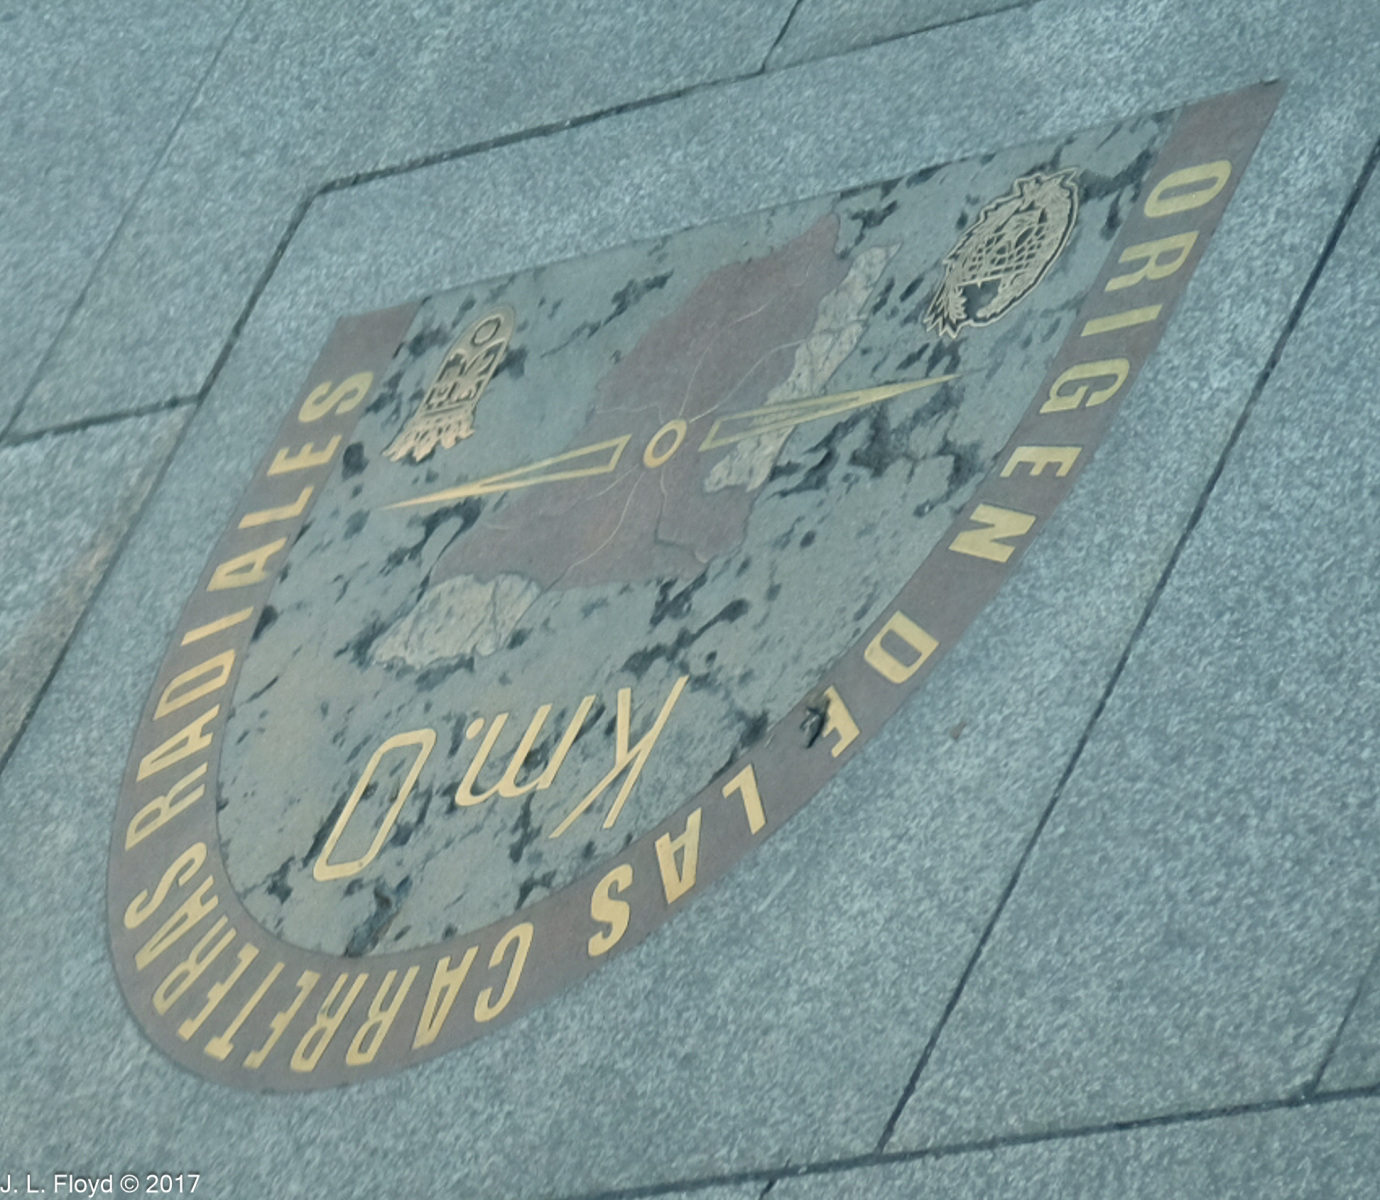 ORIGEN DE LAS CARRETERAS RADIALES
Km. 0
J. L. Floyd © 2017